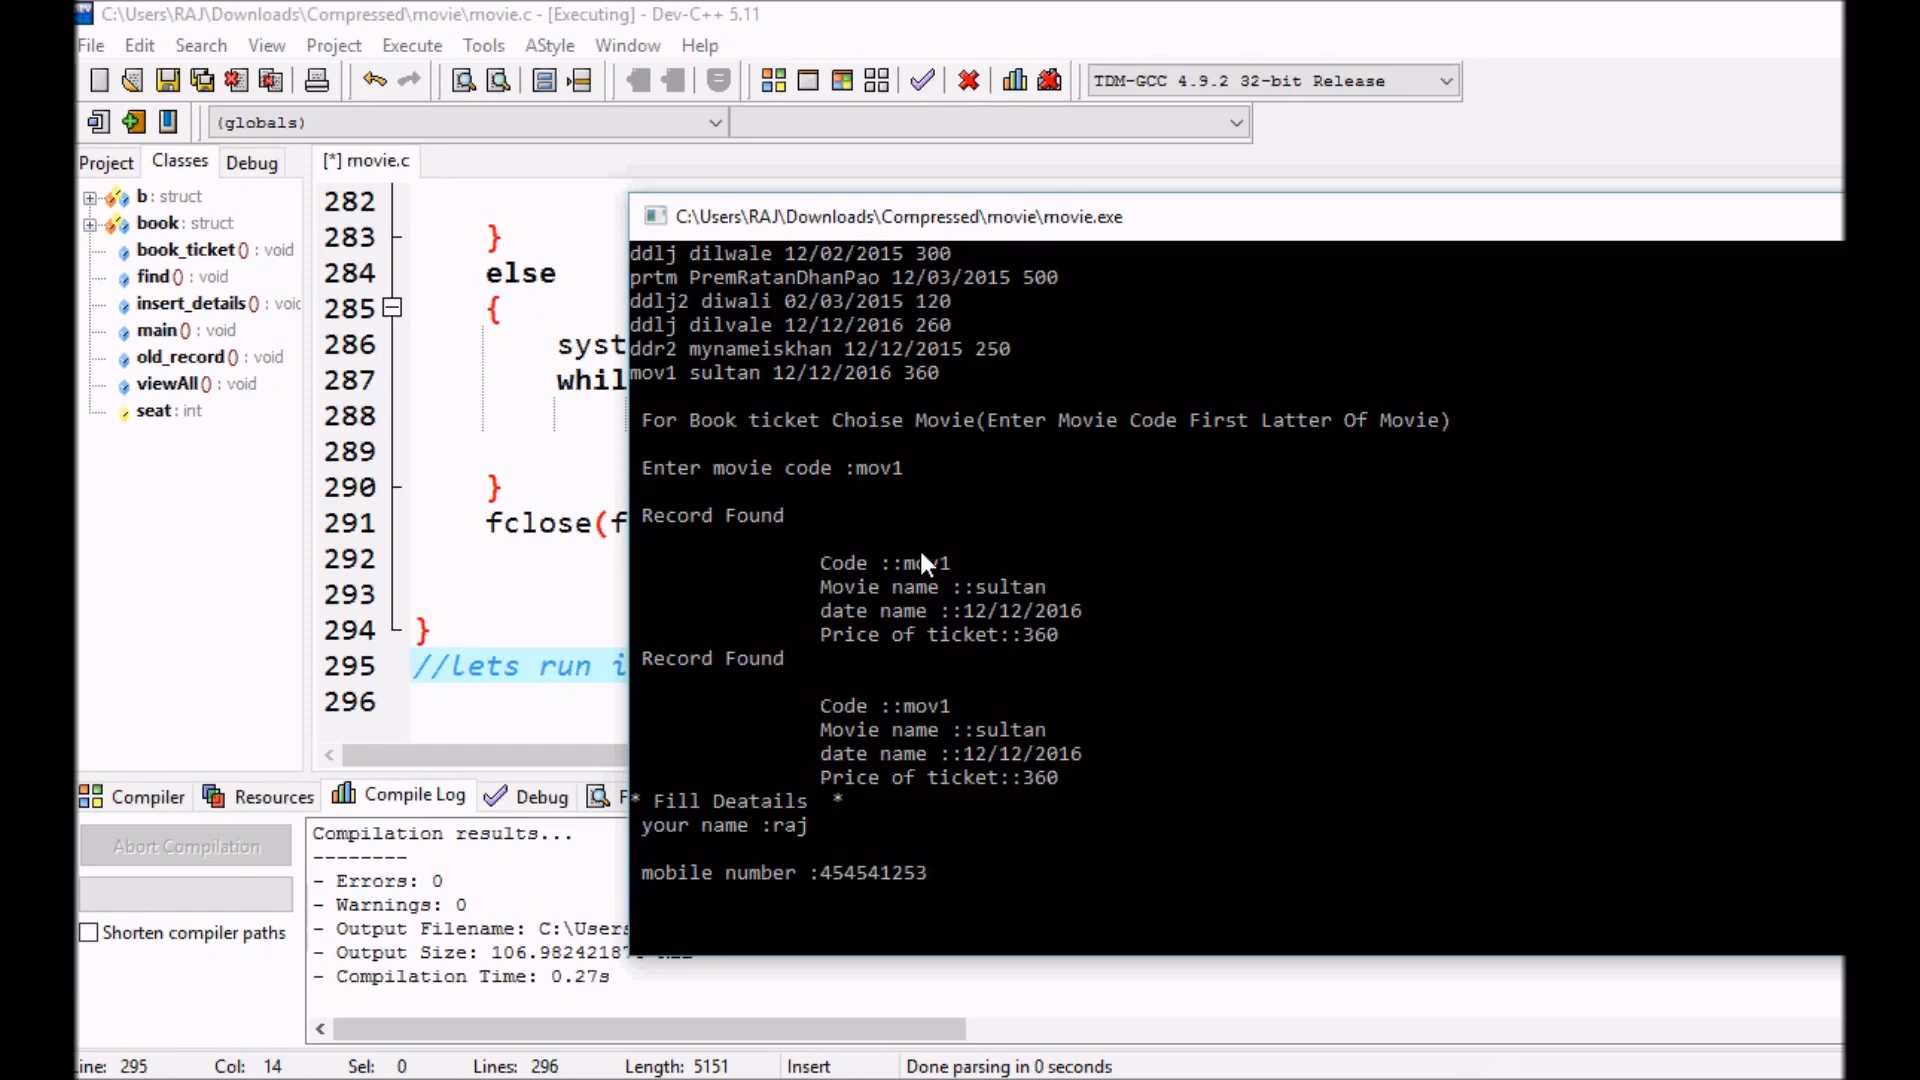 C:\Users\RAJ\Downloads\Compressed\movie\movie.c - [Executing] - Dev-C++ 5.11
File Edit Search View Project Execute Tools AStyle Window Help
TDM-GCC 4.9.2 32-bit Release
(globals)
Project Classes Debug
[*] movie.c
b : struct
book : struct
book_ticket () : void
find () : void
insert_details () : voic
main () : void
old_record () : void
viewAll () : void
seat : int
282
283 }
284 else
285 {
286 syst
287 whil
288
289
290 }
291 fclose(f
292
293
294 }
295 //lets run i
296
C:\Users\RAJ\Downloads\Compressed\movie\movie.exe
ddlj dilwale 12/02/2015 300
prtm PremRatanDhanPao 12/03/2015 500
ddlj2 diwali 02/03/2015 120
ddlj dilvale 12/12/2016 260
ddr2 mynameiskhan 12/12/2015 250
mov1 sultan 12/12/2016 360
For Book ticket Choise Movie(Enter Movie Code First Latter Of Movie)
Enter movie code :mov1
Record Found
Code ::mov1
Movie name ::sultan
date name ::12/12/2016
Price of ticket::360
Record Found
Code ::mov1
Movie name ::sultan
date name ::12/12/2016
Price of ticket::360
* Fill Deatails *
your name :raj
mobile number :454541253
Compiler Resources Compile Log Debug F
Abort Compilation
Shorten compiler paths
Compilation results...
--------
- Errors: 0
- Warnings: 0
- Output Filename: C:\Users
- Output Size: 106.98242187
- Compilation Time: 0.27s
Line: 295 Col: 14 Sel: 0 Lines: 296 Length: 5151 Insert Done parsing in 0 seconds